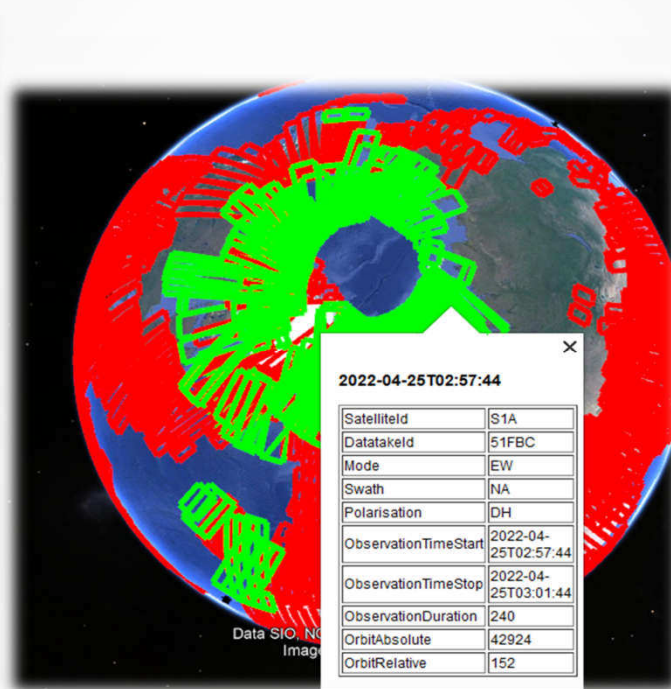 2022-04-25T02:57:44
SatelliteId S1A
DatatakeId 51FBC
Mode EW
Swath NA
Polarisation DH
ObservationTimeStart 2022-04-
25T02:57:44
ObservationTimeStop 2022-04-
25T03:01:44
ObservationDuration 240
OrbitAbsolute 42924
OrbitRelative 152
Data SIO, NO
Image